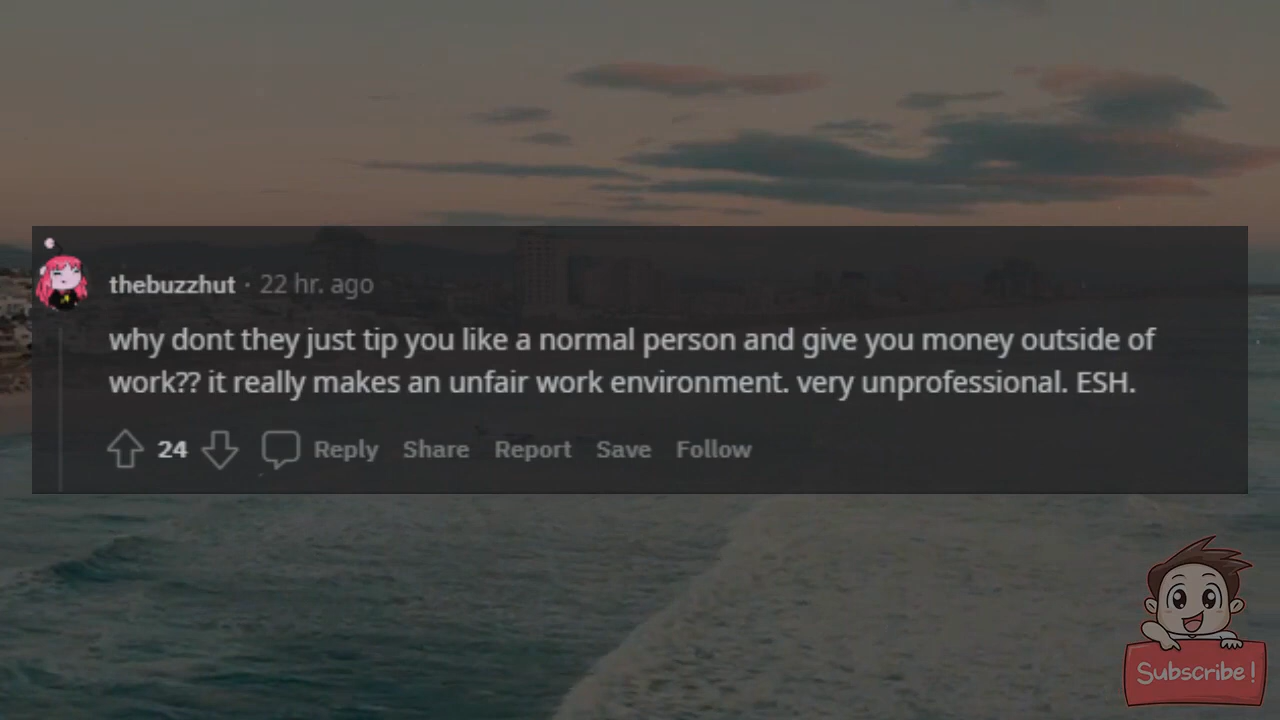 thebuzzhut · 22 hr. ago
why dont they just tip you like a normal person and give you money outside of
work?? it really makes an unfair work environment. very unprofessional. ESH.
24 Reply Share Report Save Follow
Subscribe!